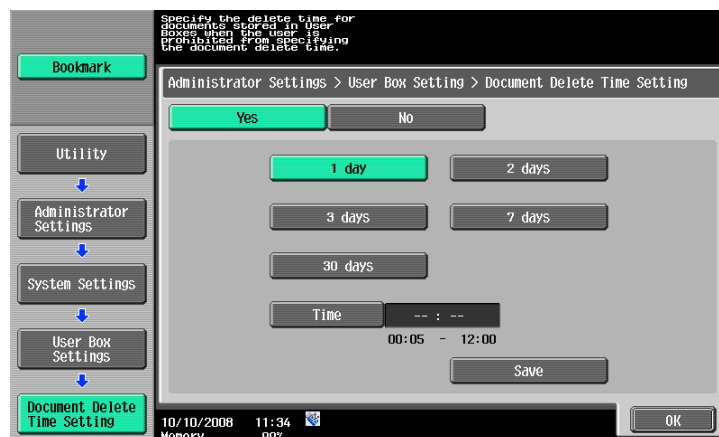 Specify the delete time for
documents stored in User
Boxes when the user is
prohibited from specifying
the document delete time.
Bookmark
Administrator Settings > User Box Setting > Document Delete Time Setting
Yes
No
Utility
1 day
2 days
Administrator
Settings
3 days
7 days
System Settings
30 days
Time
-- : --
00:05 - 12:00
User Box
Settings
Save
Document Delete
Time Setting
10/10/2008 11:34
OK
Memory 99%